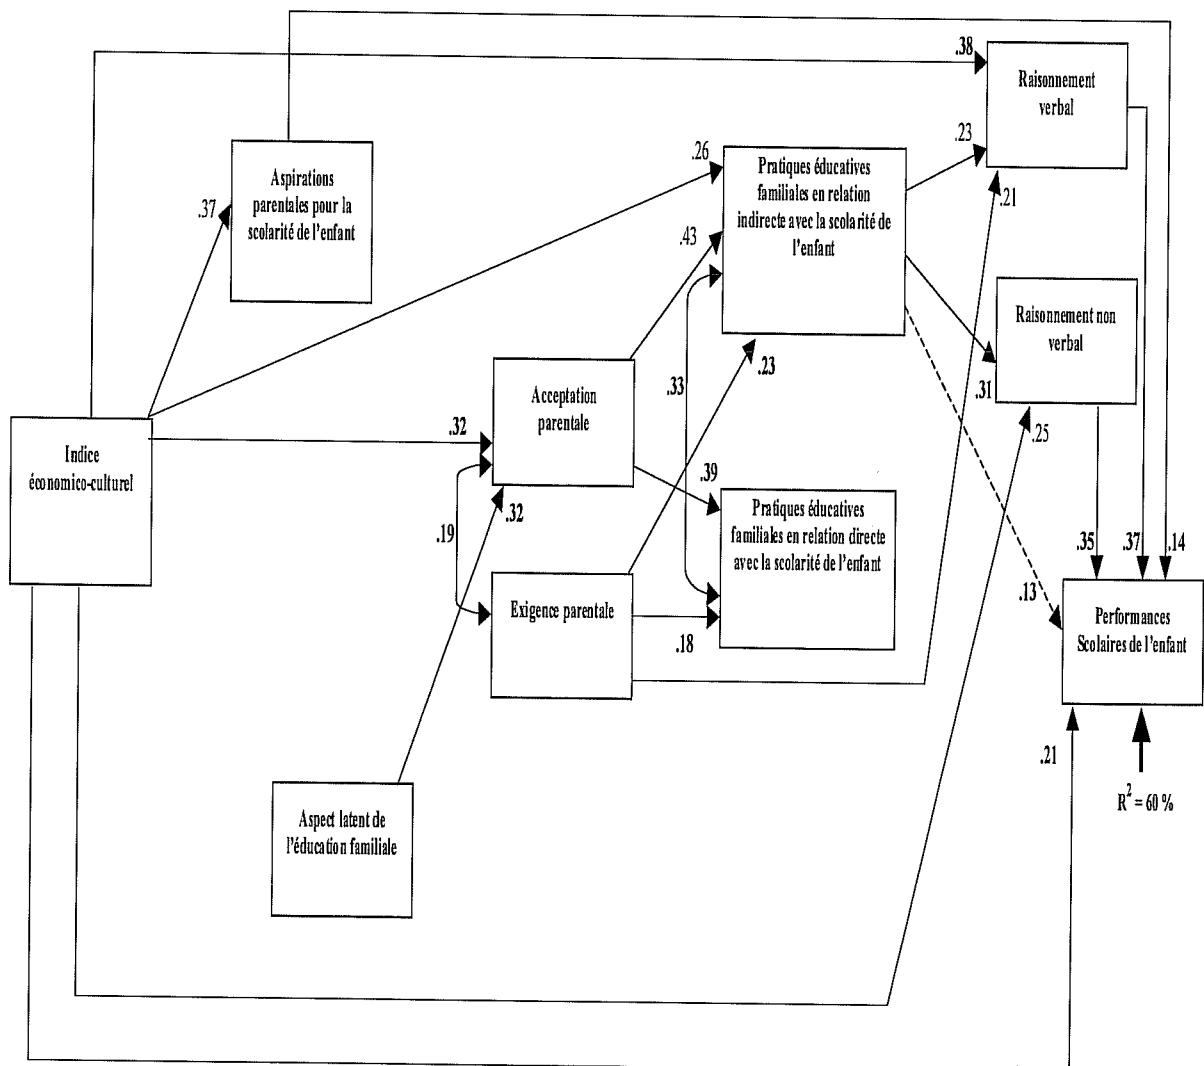 .38
Raisonnement
verbal
.23
.26
Pratiques éducatives
familiales en relation
indirecte avec la scolarité de
l'enfant
Aspirations
parentales pour la
scolarité de l'enfant
.37
.21
.43
Raisonnement non
verbal
.23
.33
.31
Acceptation
parentale
.32
.25
Indice
économico-culturel
.39
.32
.19
Pratiques éducatives
familiales en relation directe
avec la scolarité de l'enfant
.35
.37
.14
.13
Exigence parentale
.18
Performances
Scolaires de l'enfant
.21
R2 = 60 %
Aspect latent de
l'éducation familiale